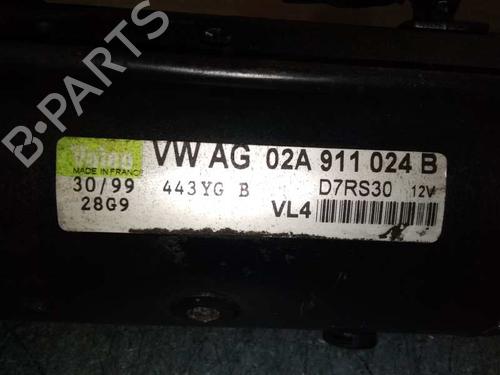 B-PARTS
Valeo
MADE IN FRANCE
VW AG 02A 911 024 B
30/99 443YG B D7RS30 12V
28G9 VL4